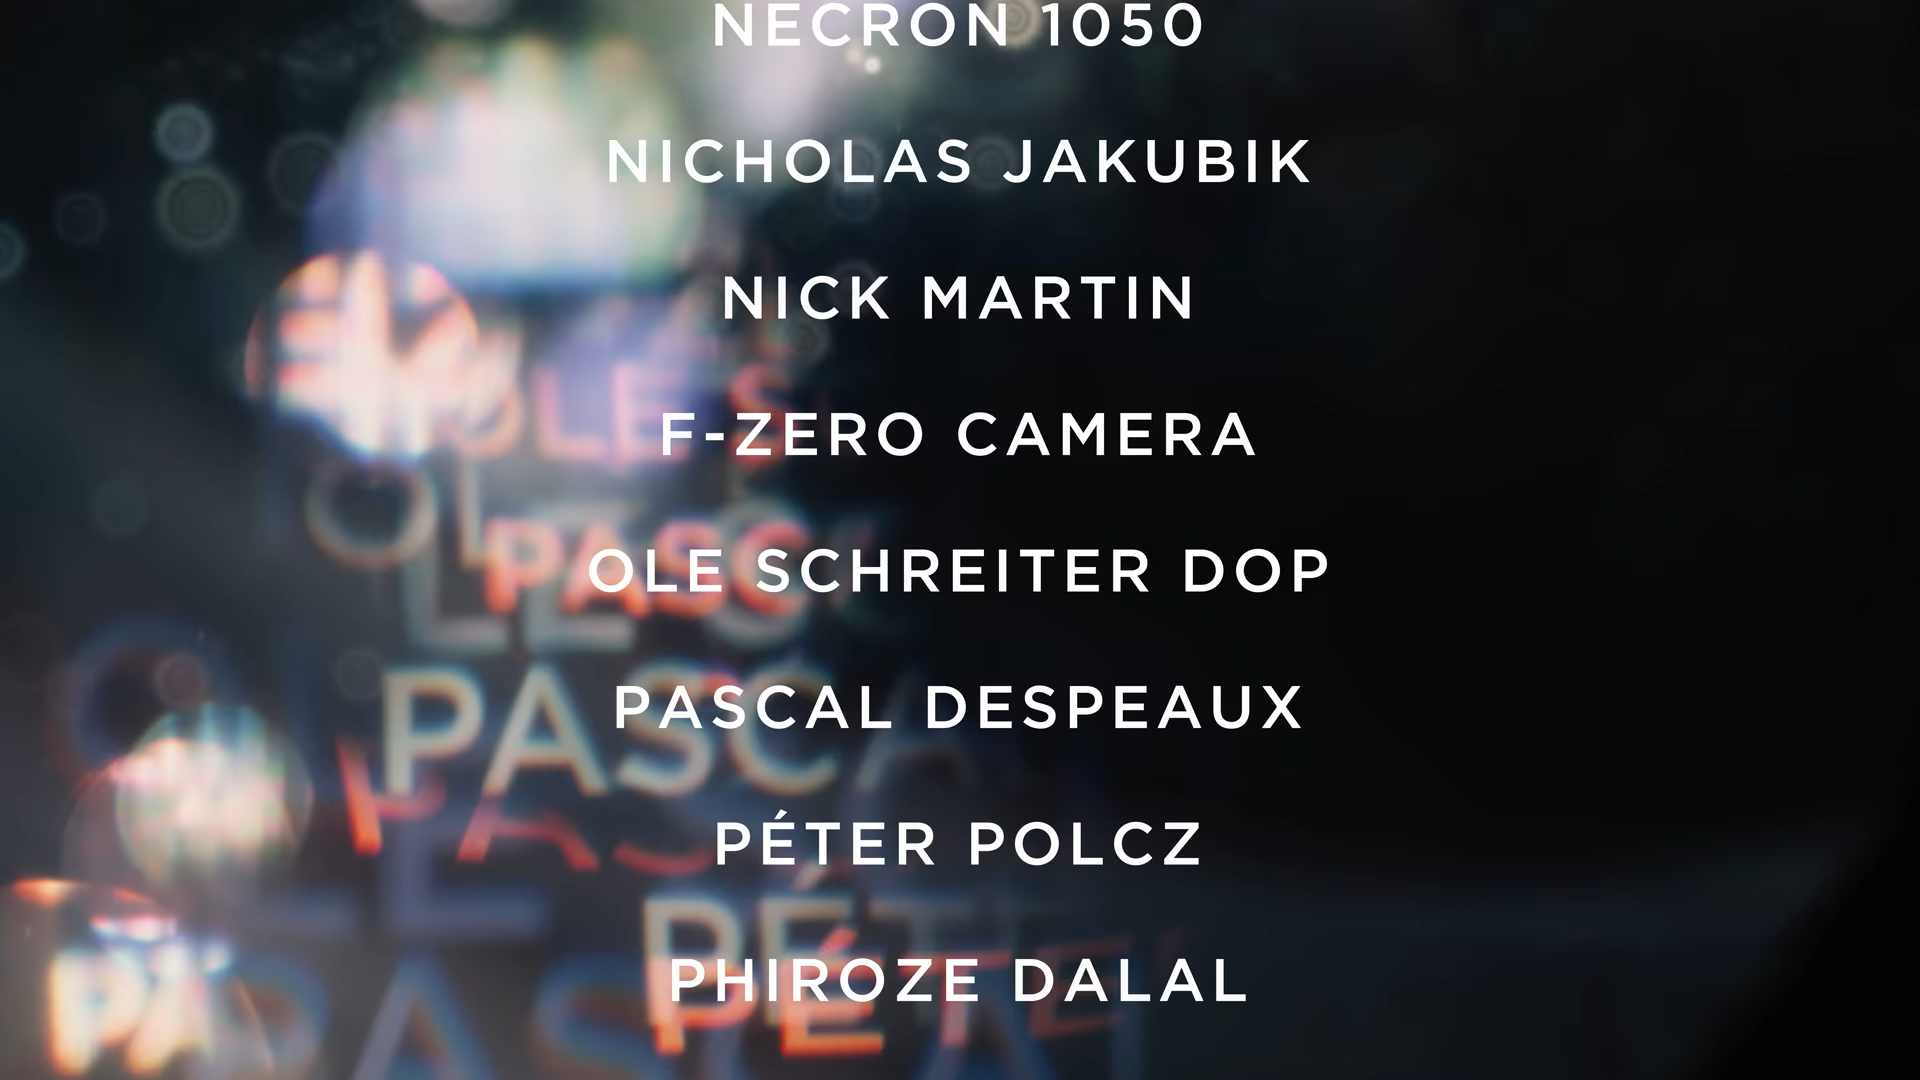 NECRON 1050
NICHOLAS JAKUBIK
NICK MARTIN
F-ZERO CAMERA
OLE SCHREITER DOP
PASCAL DESPEAUX
PÉTER POLCZ
PHIROZE DALAL